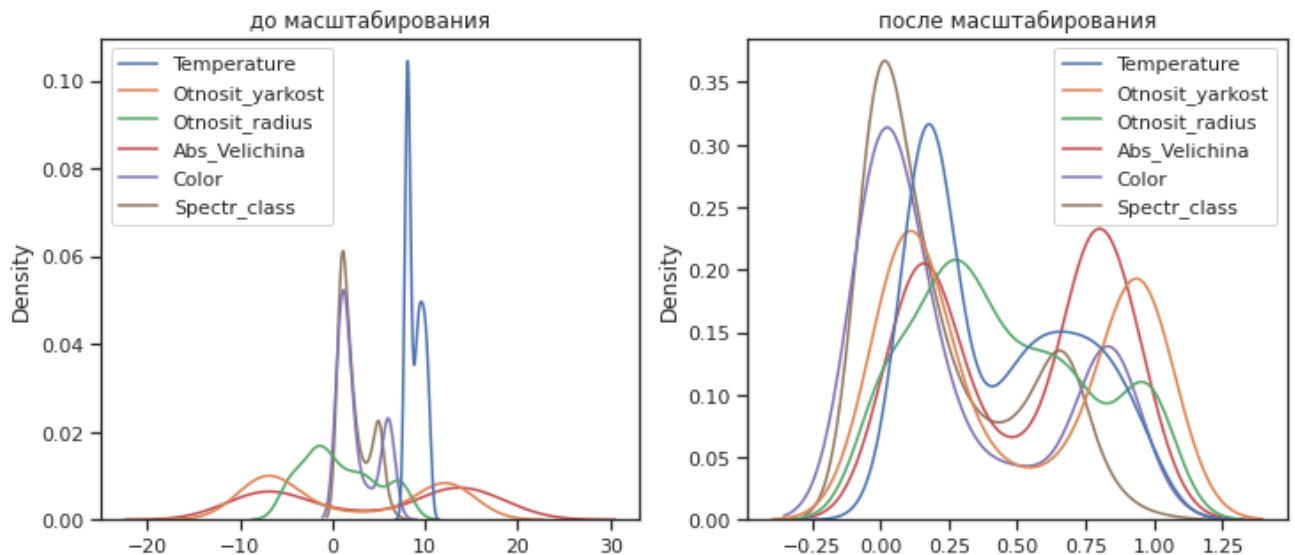 до масштабирования
Density
0.10
0.08
0.06
0.04
0.02
0.00
Temperature
Otnosit_yarkost
Otnosit_radius
Abs_Velichina
Color
Spectr_class
−20
−10
0
10
20
30
после масштабирования
Density
0.35
0.30
0.25
0.20
0.15
0.10
0.05
0.00
Temperature
Otnosit_yarkost
Otnosit_radius
Abs_Velichina
Color
Spectr_class
−0.25
0.00
0.25
0.50
0.75
1.00
1.25